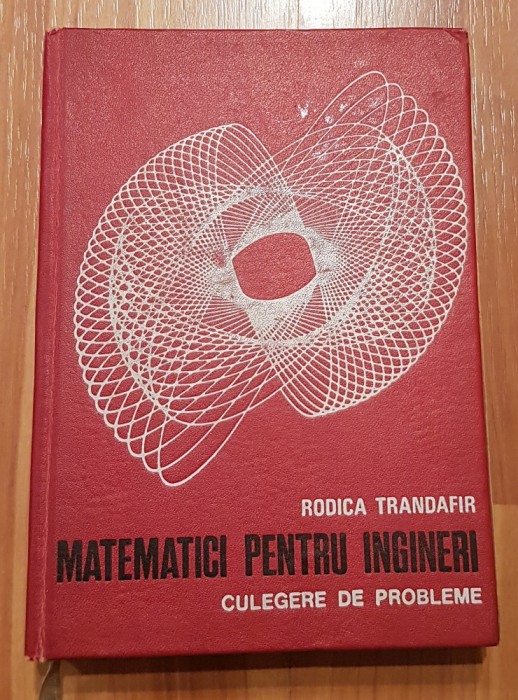 RODICA TRANDAFIR
MATEMATICI PENTRU INGINERI
CULEGERE DE PROBLEME